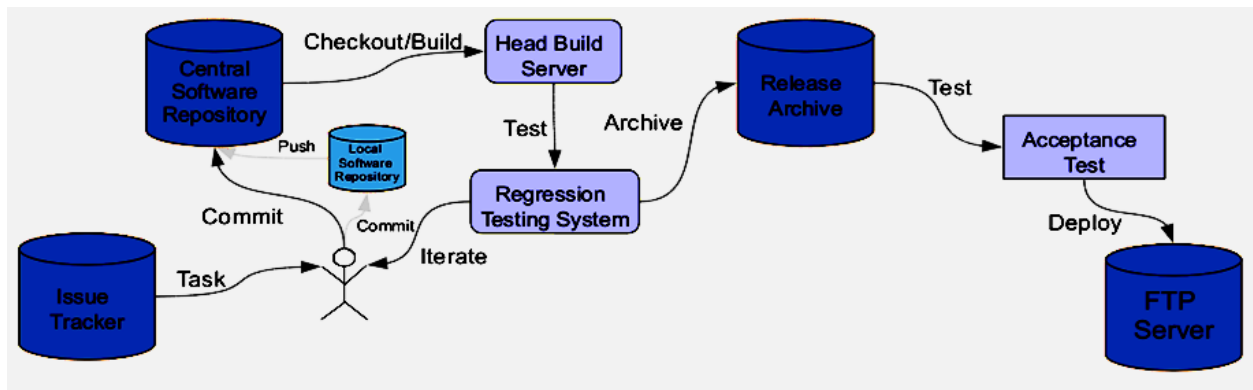 Central
Software
Repository
Checkout/Build
Head Build
Server
Release
Archive
Test
Acceptance
Test
Push
Local
Software
Repository
Test
Archive
Regression
Testing System
Commit
Commit
Iterate
Deploy
Issue
Tracker
Task
FTP
Server